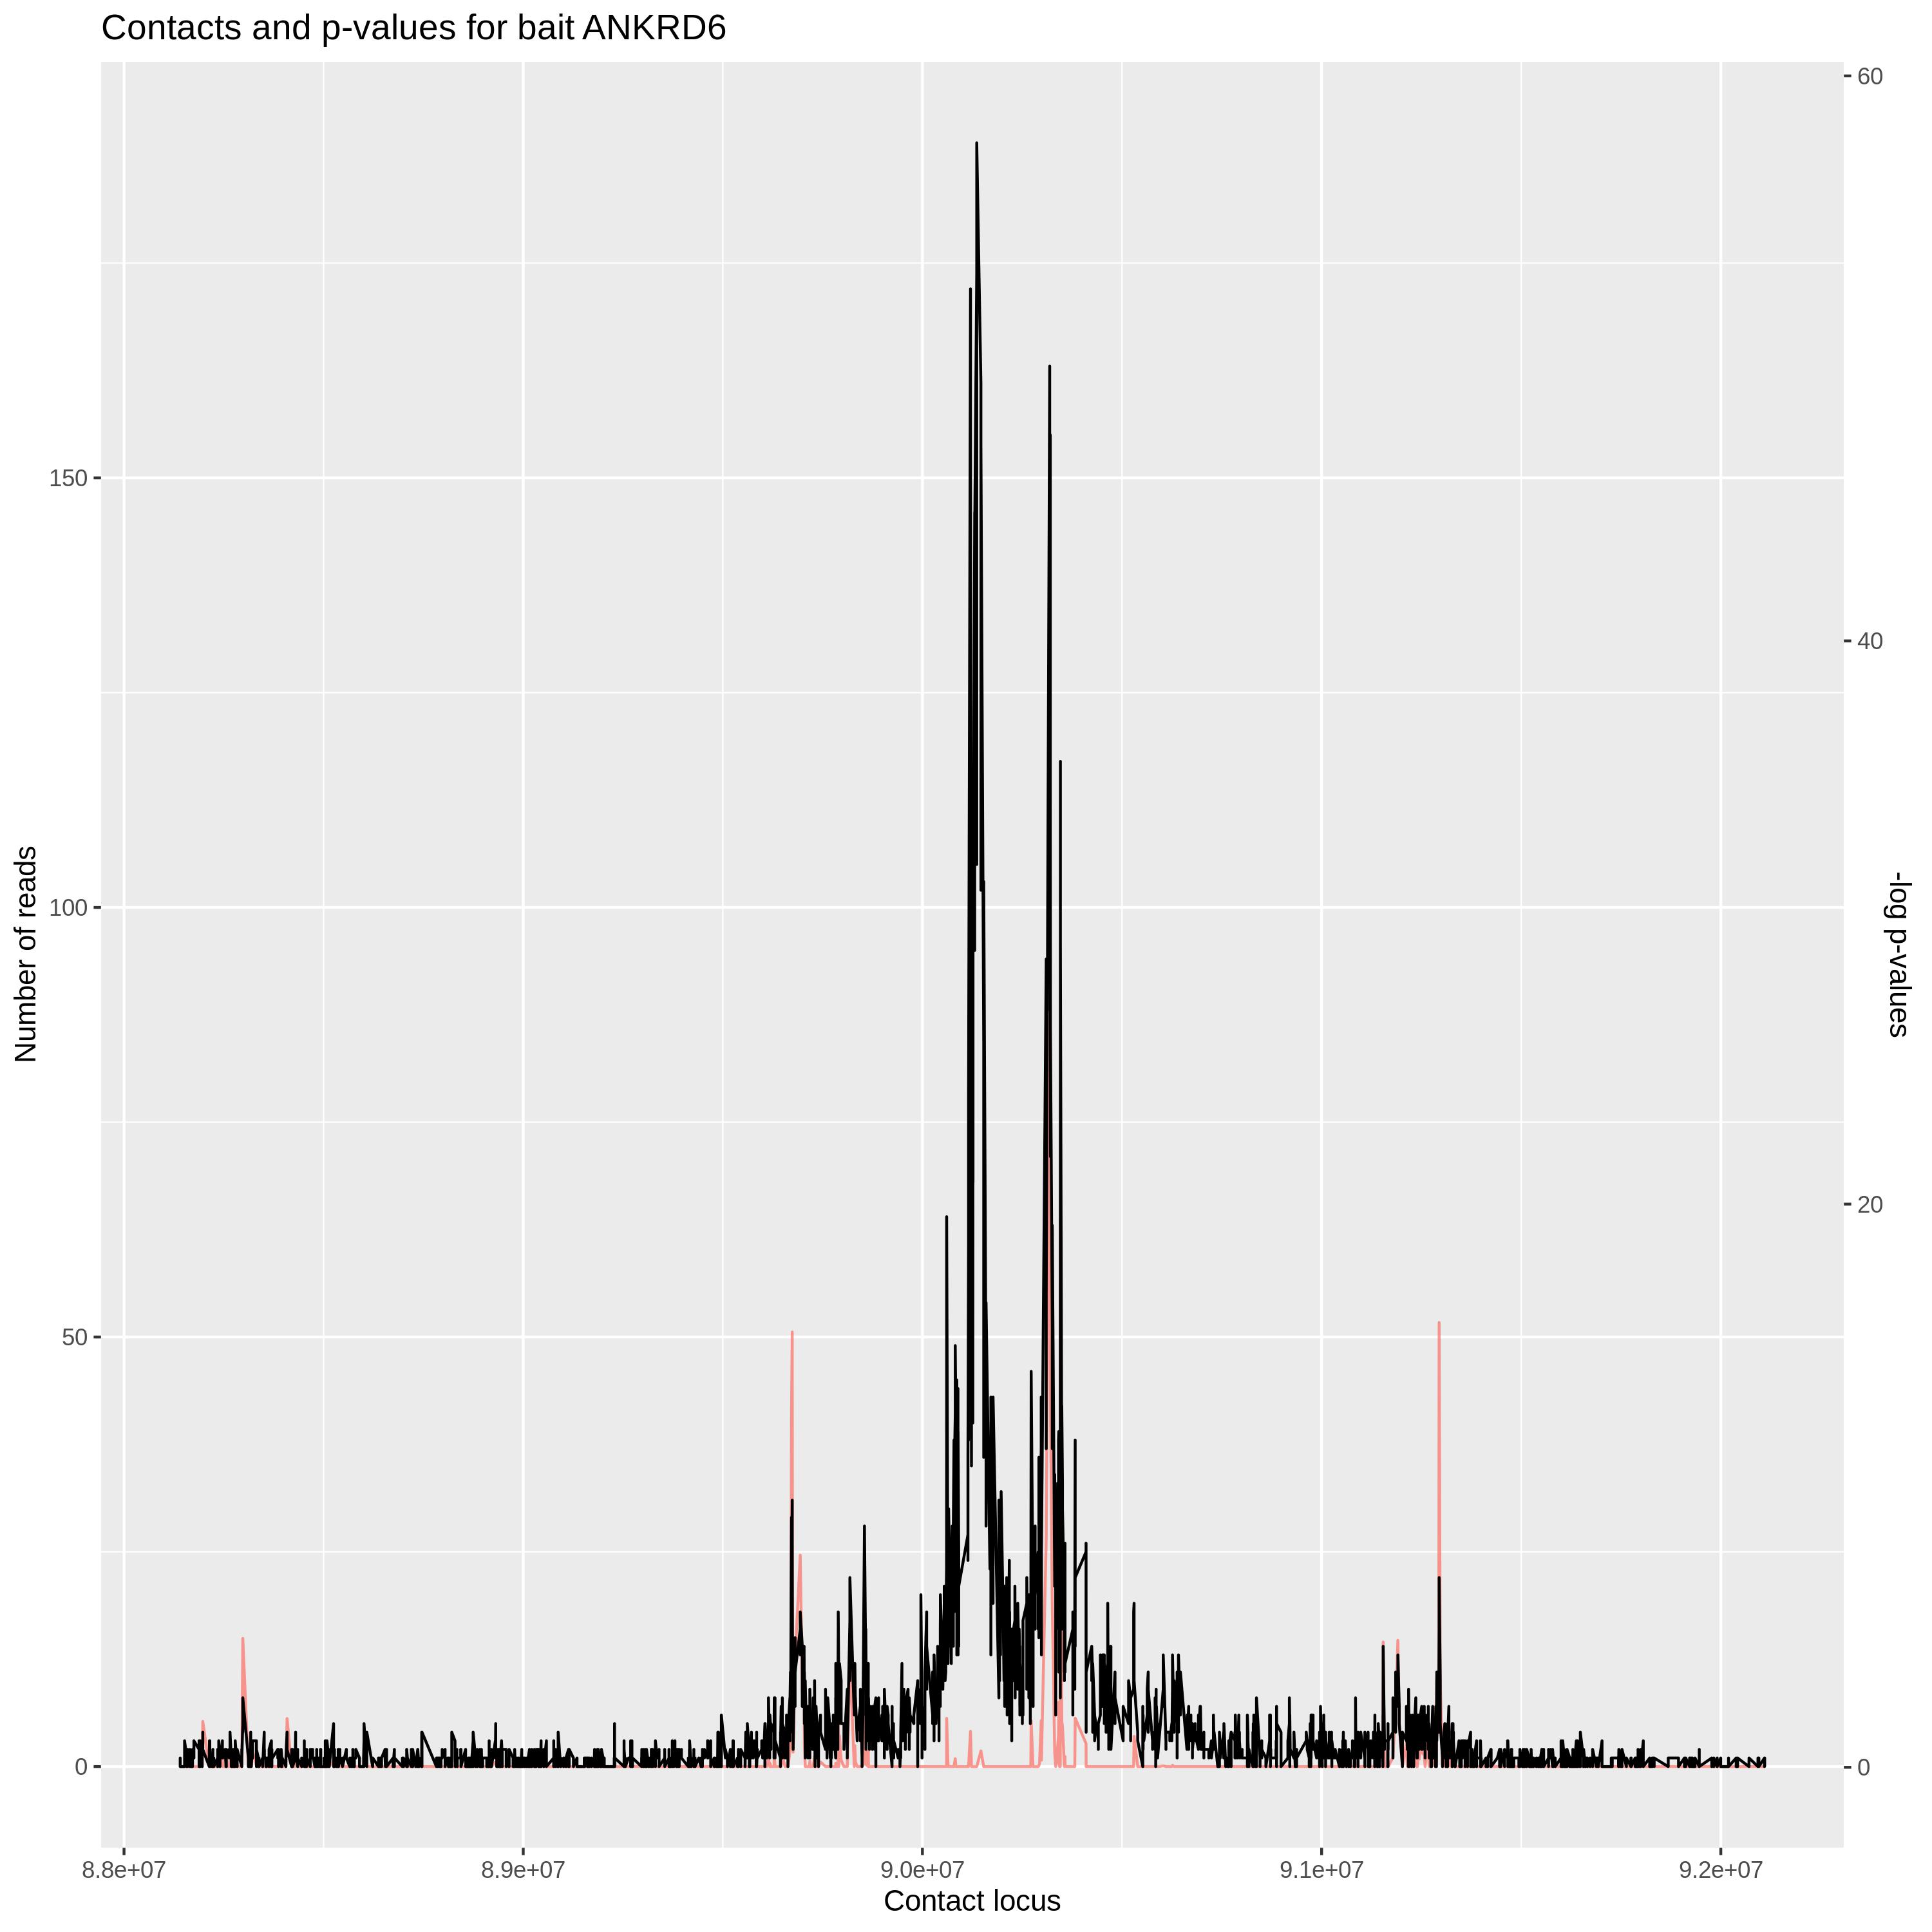 Contacts and p-values for bait ANKRD6
Number of reads
150
100
50
0
60
40
20
0
-log p-values
8.8e+07
8.9e+07
9.0e+07
9.1e+07
9.2e+07
Contact locus